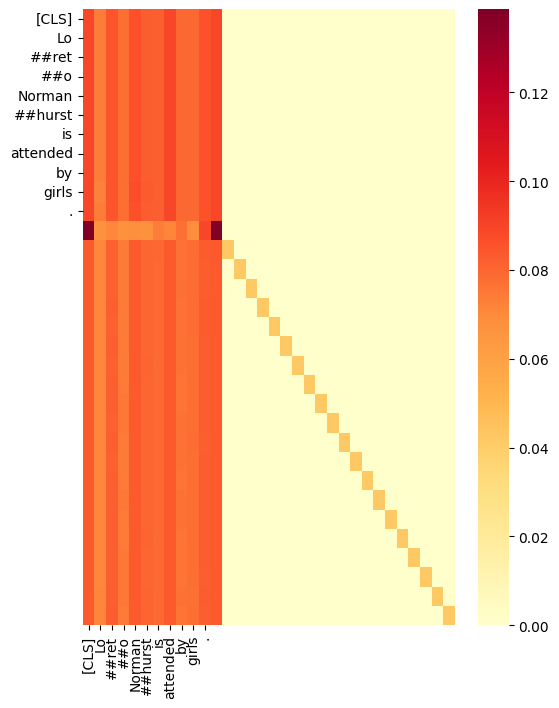 [CLS]
Lo
##ret
##o
Norman
##hurst
is
attended
by
girls
.
[CLS]
Lo
##ret
##o
Norman
##hurst
is
attended
by
girls
.
0.12
0.10
0.08
0.06
0.04
0.02
0.00